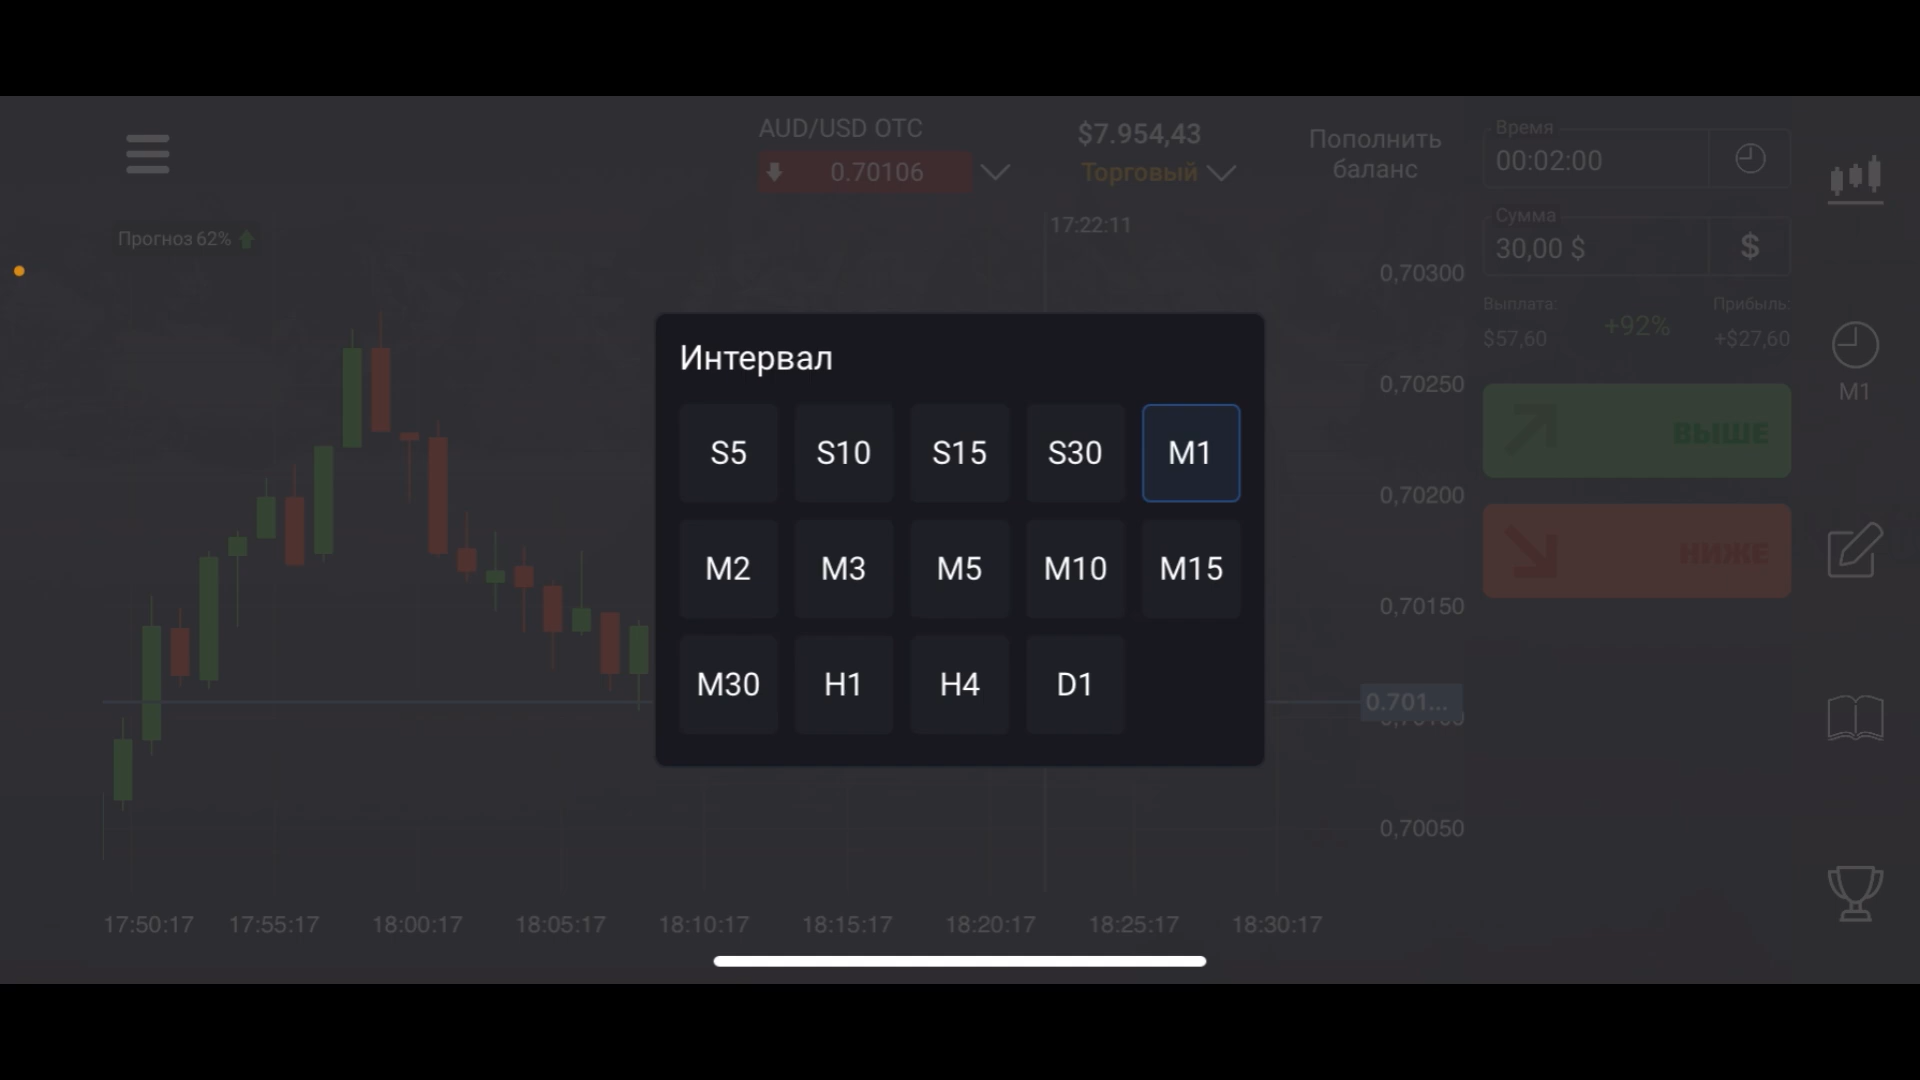 AUD/USD OTC
0.70106
$7.954,43
Торговый
Пополнить
баланс
Время
00:02:00
Сумма
30,00 $
$
Прогноз 62%
17:22:11
Выплата:
$57,60
+92%
Прибыль:
+$27,60
ВЫШЕ
НИЖЕ
M1
Интервал
S5 S10 S15 S30 M1
M2 M3 M5 M10 M15
M30 H1 H4 D1
0,70300
0,70250
0,70200
0,70150
0.701...
0,70100
0,70050
17:50:17 17:55:17 18:00:17 18:05:17 18:10:17 18:15:17 18:20:17 18:25:17 18:30:17